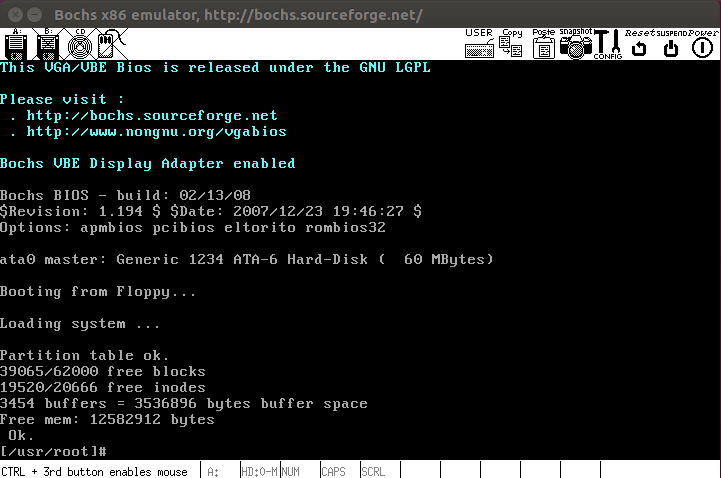 Bochs x86 emulator, http://bochs.sourceforge.net/
A: B: CD USER Copy Paste snapshot CONFIG Reset SUSPEND Power
This VGA/VBE Bios is released under the GNU LGPL
Please visit :
. http://bochs.sourceforge.net
. http://www.nongnu.org/vgabios
Bochs VBE Display Adapter enabled
Bochs BIOS - build: 02/13/08
$Revision: 1.194 $ $Date: 2007/12/23 19:46:27 $
Options: apmbios pcibios eltorito rombios32
ata0 master: Generic 1234 ATA-6 Hard-Disk (  60 MBytes)
Booting from Floppy...
Loading system ...
Partition table ok.
39065/62000 free blocks
19520/20666 free inodes
3454 buffers = 3536896 bytes buffer space
Free mem: 12582912 bytes
Ok.
[/usr/root]#
CTRL + 3rd button enables mouse A: HD:0-M NUM CAPS SCRL